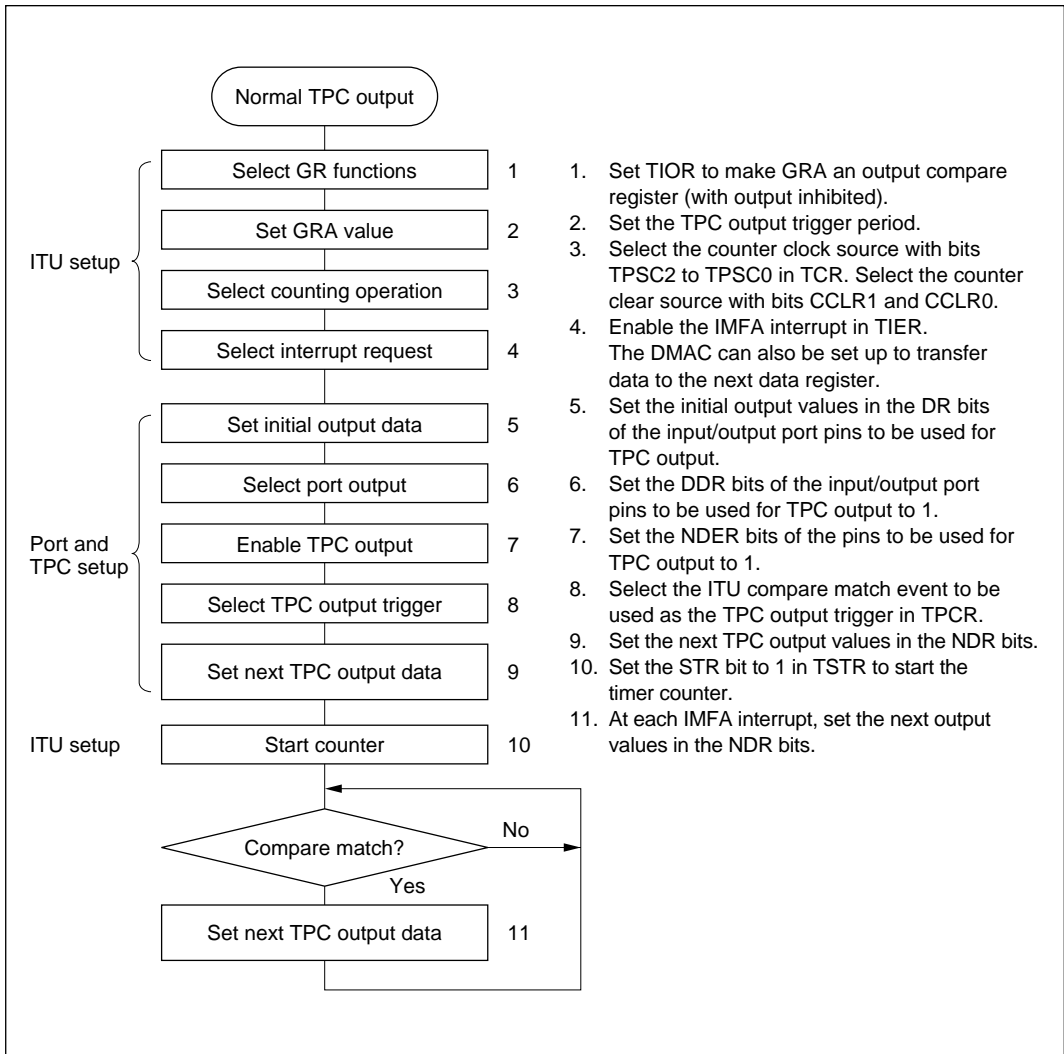 Normal TPC output
Select GR functions 1
Set GRA value 2
ITU setup
Select counting operation 3
Select interrupt request 4
Set initial output data 5
Select port output 6
Port and
TPC setup
Enable TPC output 7
Select TPC output trigger 8
Set next TPC output data 9
ITU setup
Start counter 10
Compare match?
No
Yes
Set next TPC output data 11
1. Set TIOR to make GRA an output compare
register (with output inhibited).
2. Set the TPC output trigger period.
3. Select the counter clock source with bits
TPSC2 to TPSC0 in TCR. Select the counter
clear source with bits CCLR1 and CCLR0.
4. Enable the IMFA interrupt in TIER.
The DMAC can also be set up to transfer
data to the next data register.
5. Set the initial output values in the DR bits
of the input/output port pins to be used for
TPC output.
6. Set the DDR bits of the input/output port
pins to be used for TPC output to 1.
7. Set the NDER bits of the pins to be used for
TPC output to 1.
8. Select the ITU compare match event to be
used as the TPC output trigger in TPCR.
9. Set the next TPC output values in the NDR bits.
10. Set the STR bit to 1 in TSTR to start the
timer counter.
11. At each IMFA interrupt, set the next output
values in the NDR bits.